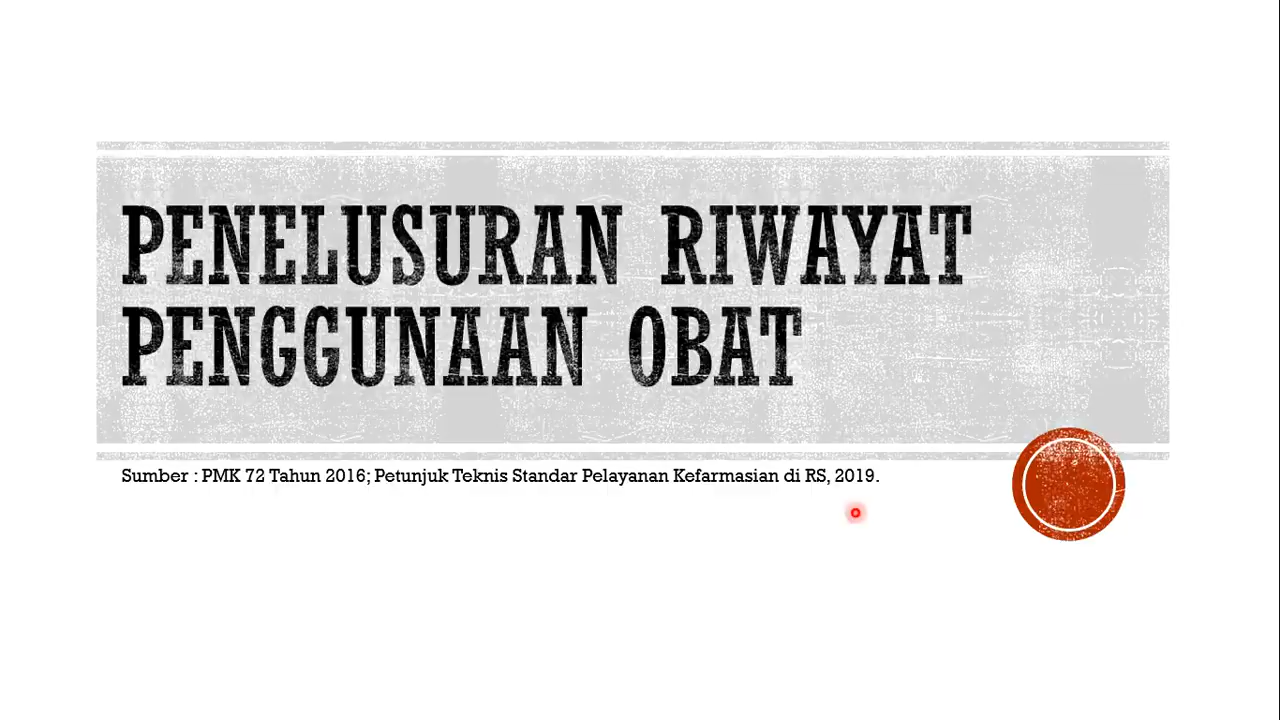 PENELUSURAN RIWAYAT
PENGGUNAAN OBAT
Sumber : PMK 72 Tahun 2016; Petunjuk Teknis Standar Pelayanan Kefarmasian di RS, 2019.